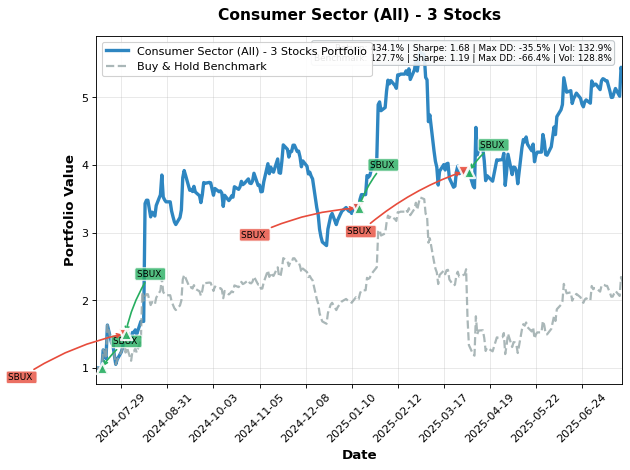 Consumer Sector (All) - 3 Stocks
Consumer Sector (All) - 3 Stocks Portfolio
Buy & Hold Benchmark
434.1% | Sharpe: 1.68 | Max DD: -35.5% | Vol: 132.9%
127.7% | Sharpe: 1.19 | Max DD: -66.4% | Vol: 128.8%
Portfolio Value
5
4
3
2
1
SBUX
SBUX
SBUX
SBUX
SBUX
SBUX
SBUX
2024-07-29
2024-08-31
2024-10-03
2024-11-05
2024-12-08
2025-01-10
2025-02-12
2025-03-17
2025-04-19
2025-05-22
2025-06-24
Date